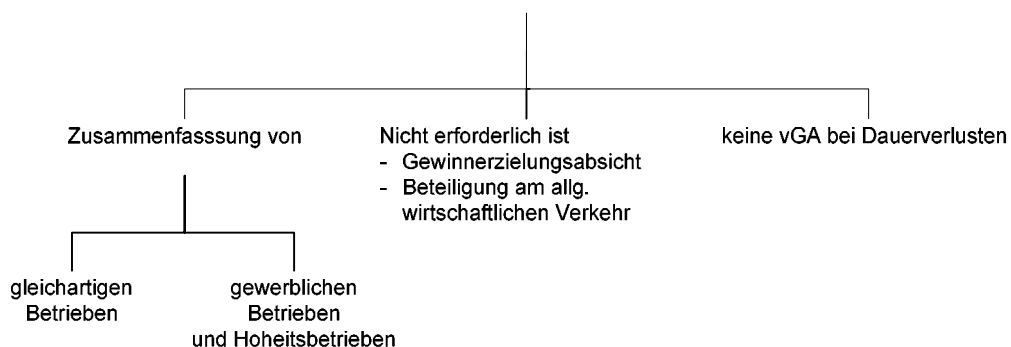 Zusammenfasssung von
Nicht erforderlich ist
- Gewinnerzielungsabsicht
- Beteiligung am allg.
wirtschaftlichen Verkehr
keine vGA bei Dauerverlusten
gleichartigen
Betrieben
gewerblichen
Betrieben
und Hoheitsbetrieben